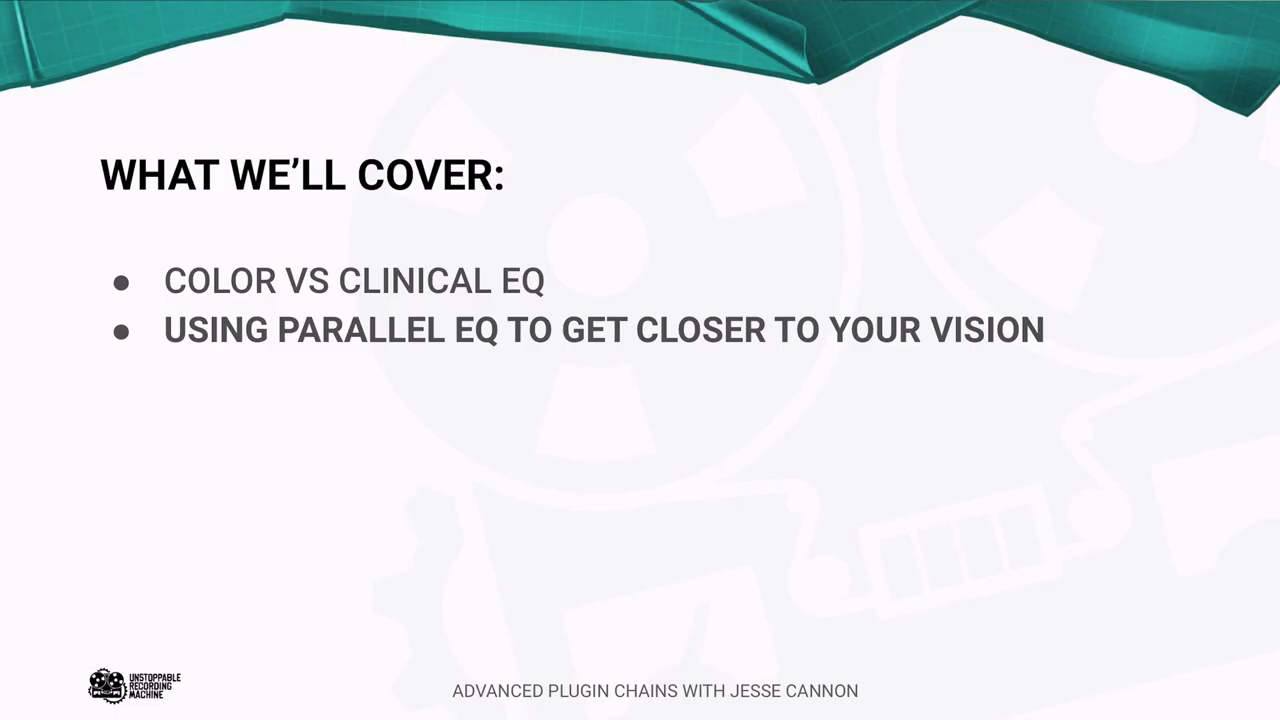 WHAT WE'LL COVER:
● COLOR VS CLINICAL EQ
● USING PARALLEL EQ TO GET CLOSER TO YOUR VISION
UNSTOPPABLE
RECORDING
MACHINE
ADVANCED PLUGIN CHAINS WITH JESSE CANNON